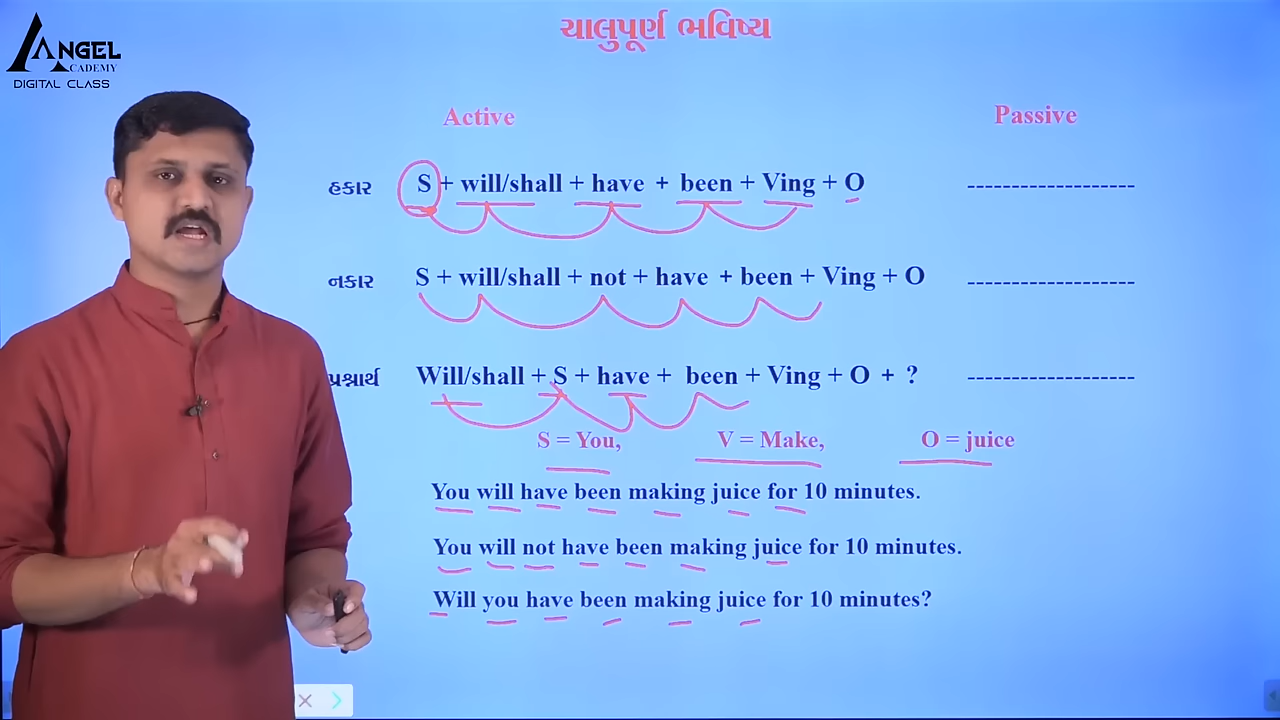 ANGEL
ACADEMY
DIGITAL CLASS
ચાલુપૂર્ણ ભવિષ્ય
Active Passive
હકાર S + will/shall + have + been + Ving + O ------------------
નકાર S + will/shall + not + have + been + Ving + O ------------------
પ્રશ્નાર્થ Will/shall + S + have + been + Ving + O + ? ------------------
S = You, V = Make, O = juice
You will have been making juice for 10 minutes.
You will not have been making juice for 10 minutes.
Will you have been making juice for 10 minutes?